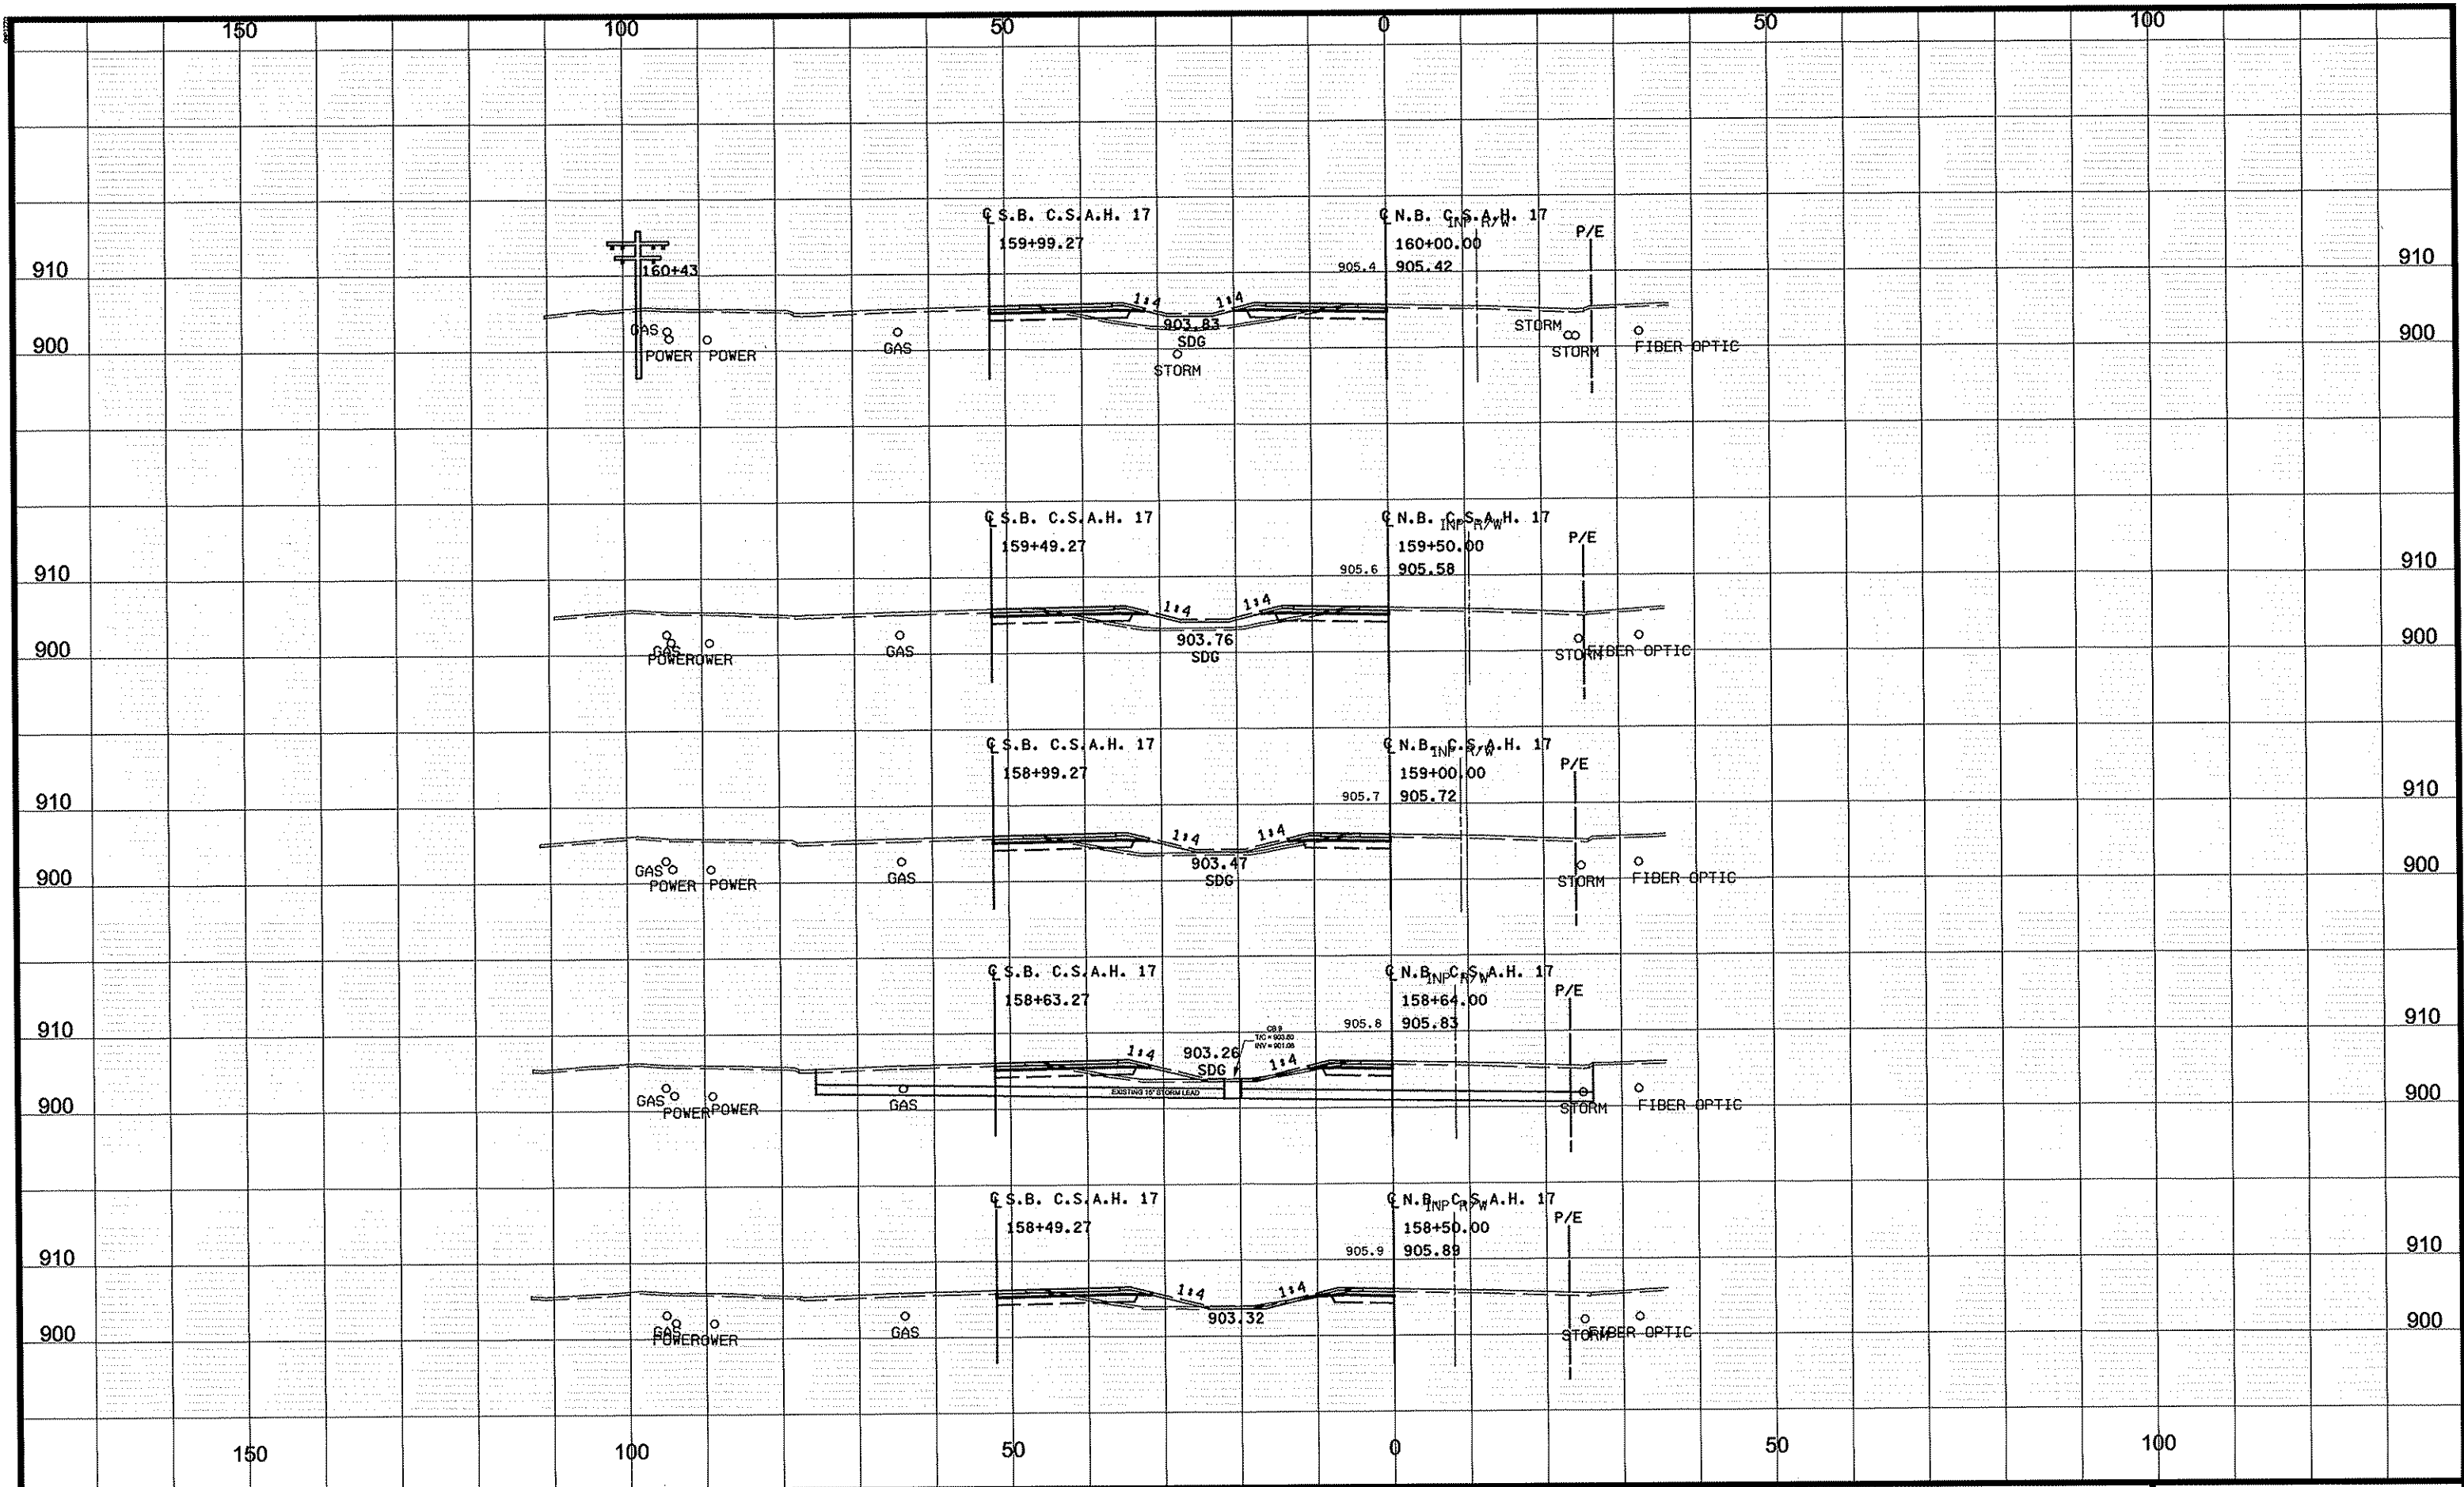 150 100 50 0 50 100
℄ S.B. C.S.A.H. 17 ℄ N.B. C.S.A.H. 17
INP R/W
159+99.27 160+00.00 P/E
910 160+43 905.4 905.42 910
1:4 1:4
GAS 903.83 STORM
900 POWER POWER GAS SDG STORM FIBER OPTIC 900
STORM
℄ S.B. C.S.A.H. 17 ℄ N.B. C.S.A.H. 17
INP R/W
159+49.27 159+50.00 P/E
910 905.6 905.58 910
1:4 1:4
903.76
900 GAS GAS SDG STORM FIBER OPTIC 900
POWER POWER
℄ S.B. C.S.A.H. 17 ℄ N.B. C.S.A.H. 17
INP R/W
158+99.27 159+00.00 P/E
910 905.7 905.72 910
1:4 1:4
903.47
900 GAS POWER POWER GAS SDG STORM FIBER OPTIC 900
℄ S.B. C.S.A.H. 17 ℄ N.B. C.S.A.H. 17
INP R/W
158+63.27 158+64.00 P/E
910 905.8 905.83 910
CB 9
1:4 903.26 1:4
SDG
EXISTING 15" STORM LEAD
900 GAS POWER POWER GAS STORM FIBER OPTIC 900
℄ S.B. C.S.A.H. 17 ℄ N.B. C.S.A.H. 17
INP R/W
158+49.27 158+50.00 P/E
910 905.9 905.89 910
1:4 1:4
903.32
900 GAS GAS STORM FIBER OPTIC 900
POWER POWER
150 100 50 0 50 100